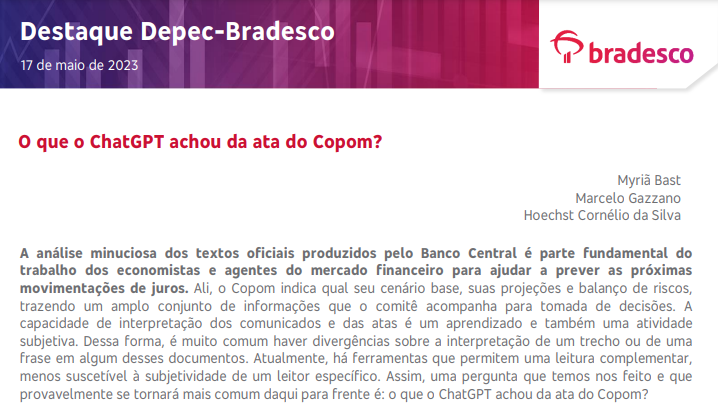 Destaque Depec-Bradesco
17 de maio de 2023
bradesco
O que o ChatGPT achou da ata do Copom?
Myriã Bast
Marcelo Gazzano
Hoechst Cornélio da Silva
A análise minuciosa dos textos oficiais produzidos pelo Banco Central é parte fundamental do
trabalho dos economistas e agentes do mercado financeiro para ajudar a prever as próximas
movimentações de juros. Ali, o Copom indica qual seu cenário base, suas projeções e balanço de riscos,
trazendo um amplo conjunto de informações que o comitê acompanha para tomada de decisões. A
capacidade de interpretação dos comunicados e das atas é um aprendizado e também uma atividade
subjetiva. Dessa forma, é muito comum haver divergências sobre a interpretação de um trecho ou de uma
frase em algum desses documentos. Atualmente, há ferramentas que permitem uma leitura complementar,
menos suscetível à subjetividade de um leitor específico. Assim, uma pergunta que temos nos feito e que
provavelmente se tornará mais comum daqui para frente é: o que o ChatGPT achou da ata do Copom?